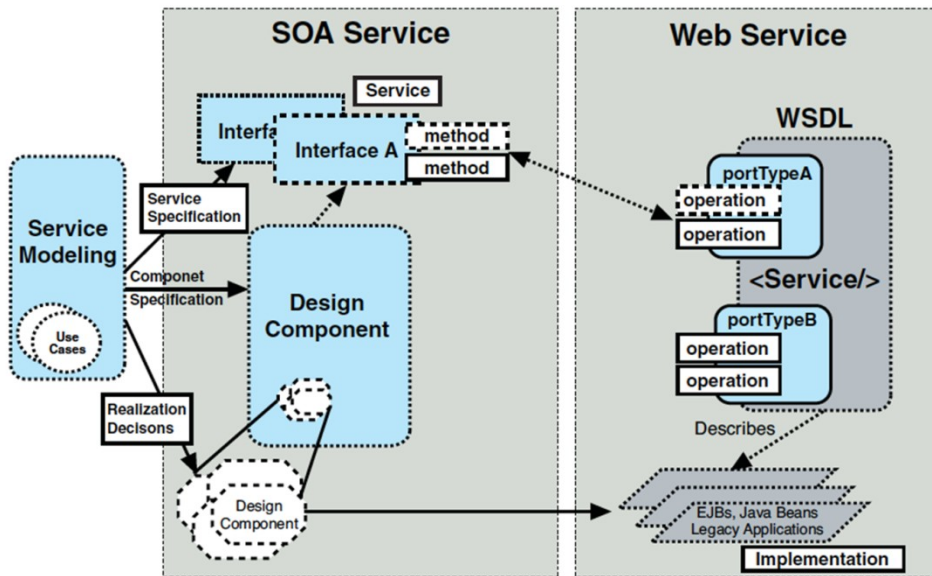 SOA Service
Web Service
Service
Interfa
Interface A
method
method
WSDL
portTypeA
operation
operation
<Service/>
portTypeB
operation
operation
Service
Modeling
Use
Cases
Service
Specification
Componet
Specification
Realization
Decisons
Design
Component
Design
Component
Describes
EJBs, Java Beans
Legacy Applications
Implementation